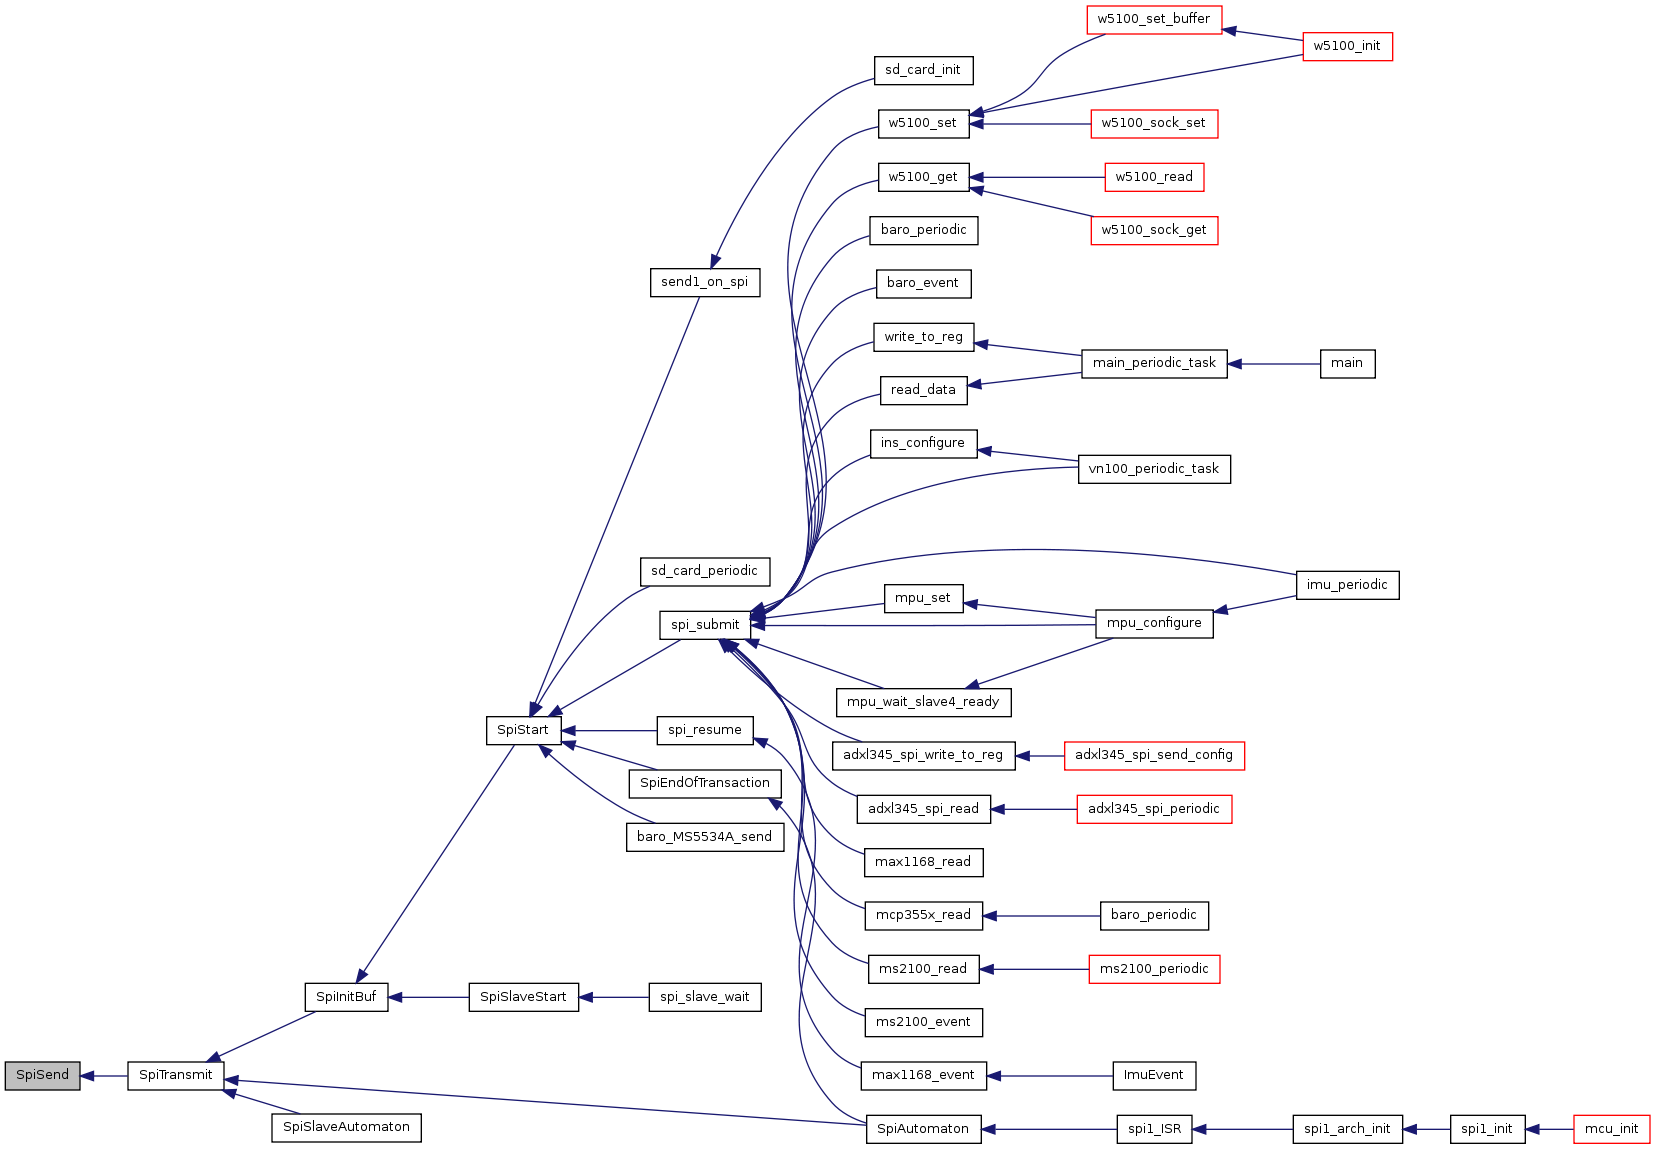 w5100_set_buffer
w5100_init
sd_card_init
w5100_set
w5100_sock_set
w5100_get
w5100_read
baro_periodic
w5100_sock_get
send1_on_spi
baro_event
write_to_reg
main_periodic_task
main
read_data
ins_configure
vn100_periodic_task
sd_card_periodic
imu_periodic
mpu_set
spi_submit
mpu_configure
mpu_wait_slave4_ready
SpiStart
spi_resume
adxl345_spi_write_to_reg
adxl345_spi_send_config
SpiEndOfTransaction
adxl345_spi_read
adxl345_spi_periodic
baro_MS5534A_send
max1168_read
mcp355x_read
baro_periodic
ms2100_read
ms2100_periodic
SpiInitBuf
SpiSlaveStart
spi_slave_wait
ms2100_event
SpiSend
SpiTransmit
max1168_event
ImuEvent
SpiSlaveAutomaton
SpiAutomaton
spi1_ISR
spi1_arch_init
spi1_init
mcu_init